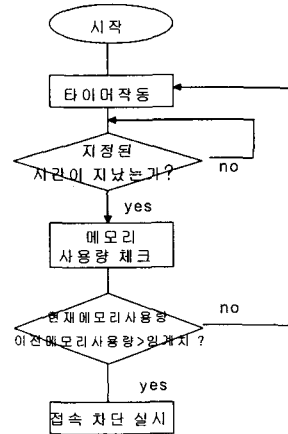 시작
타이머작동
지정된
시간이 지났는가?
no
yes
메모리
사용량 체크
현재메모리사용량
no
이전메모리사용량>임계치 ?
yes
접속 차단 실시